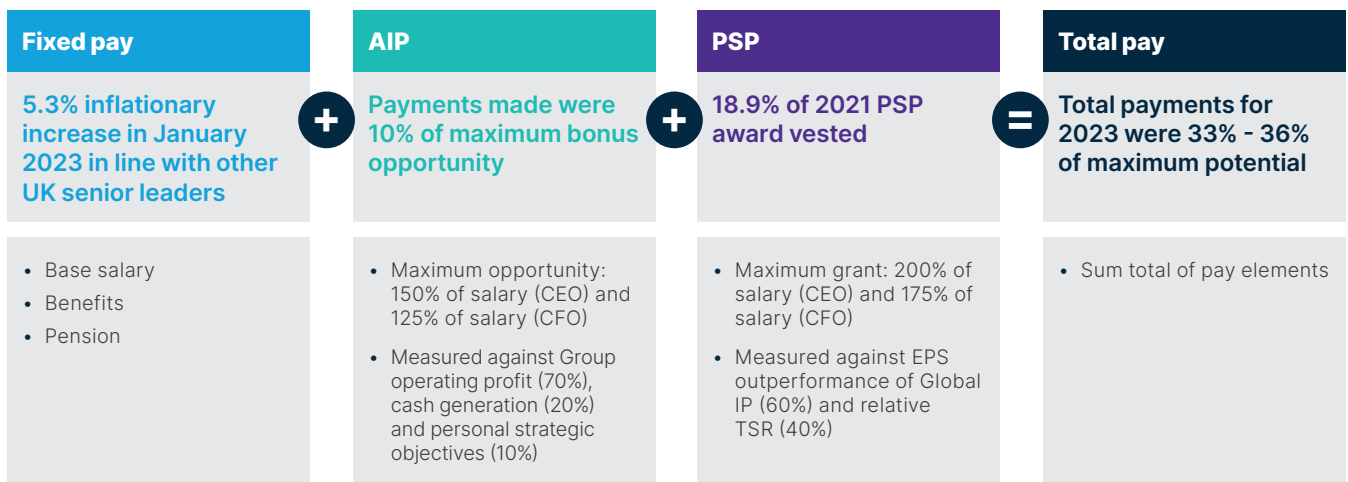 Fixed pay
5.3% inflationary
increase in January
2023 in line with other
UK senior leaders
• Base salary
• Benefits
• Pension
+
AIP
Payments made were
10% of maximum bonus
opportunity
• Maximum opportunity:
150% of salary (CEO) and
125% of salary (CFO)
• Measured against Group
operating profit (70%),
cash generation (20%)
and personal strategic
objectives (10%)
+
PSP
18.9% of 2021 PSP
award vested
• Maximum grant: 200% of
salary (CEO) and 175% of
salary (CFO)
• Measured against EPS
outperformance of Global
IP (60%) and relative
TSR (40%)
=
Total pay
Total payments for
2023 were 33% - 36%
of maximum potential
• Sum total of pay elements